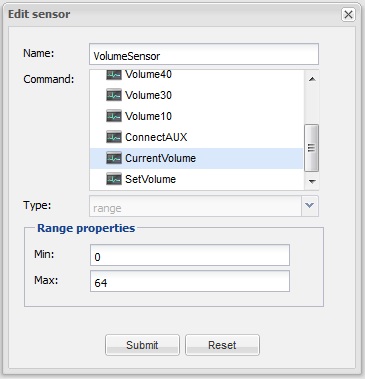 Edit sensor
Name: VolumeSensor
Command: Volume40
Volume30
Volume10
ConnectAUX
CurrentVolume
SetVolume
Type: range
Range properties
Min: 0
Max: 64
Submit Reset